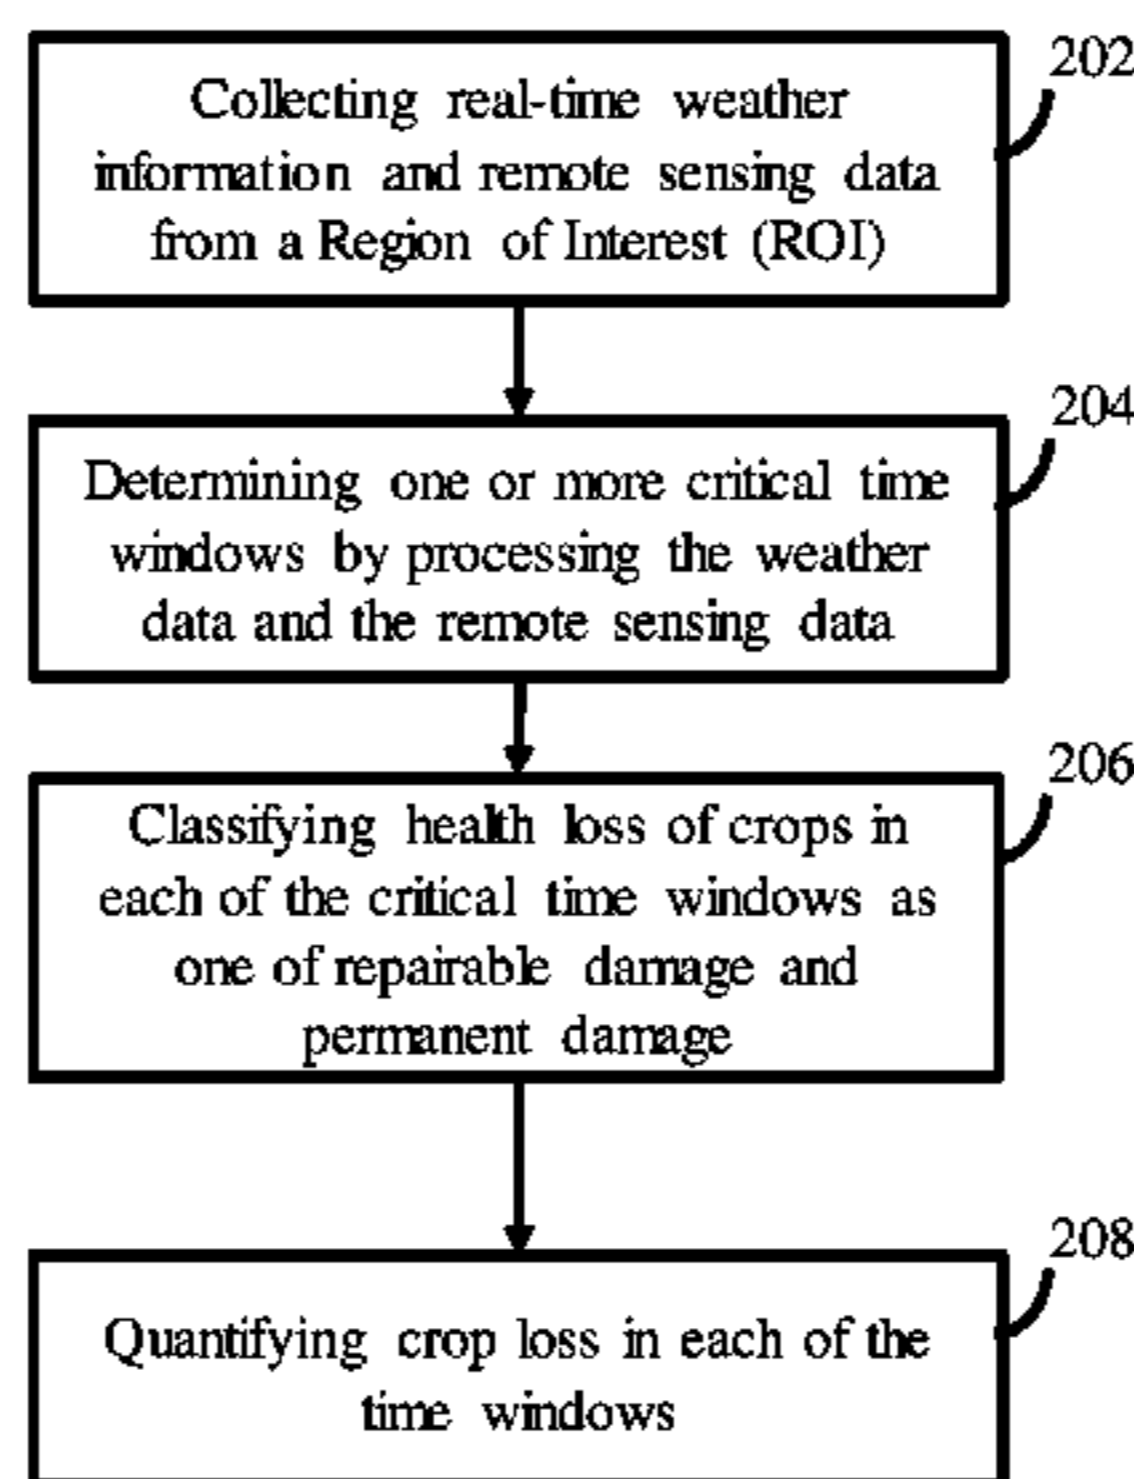 202
Collecting real-time weather
information and remote sensing data
from a Region of Interest (ROI)
204
Determining one or more critical time
windows by processing the weather
data and the remote sensing data
206
Classifying health loss of crops in
each of the critical time windows as
one of repairable damage and
permanent damage
208
Quantifying crop loss in each of the
time windows